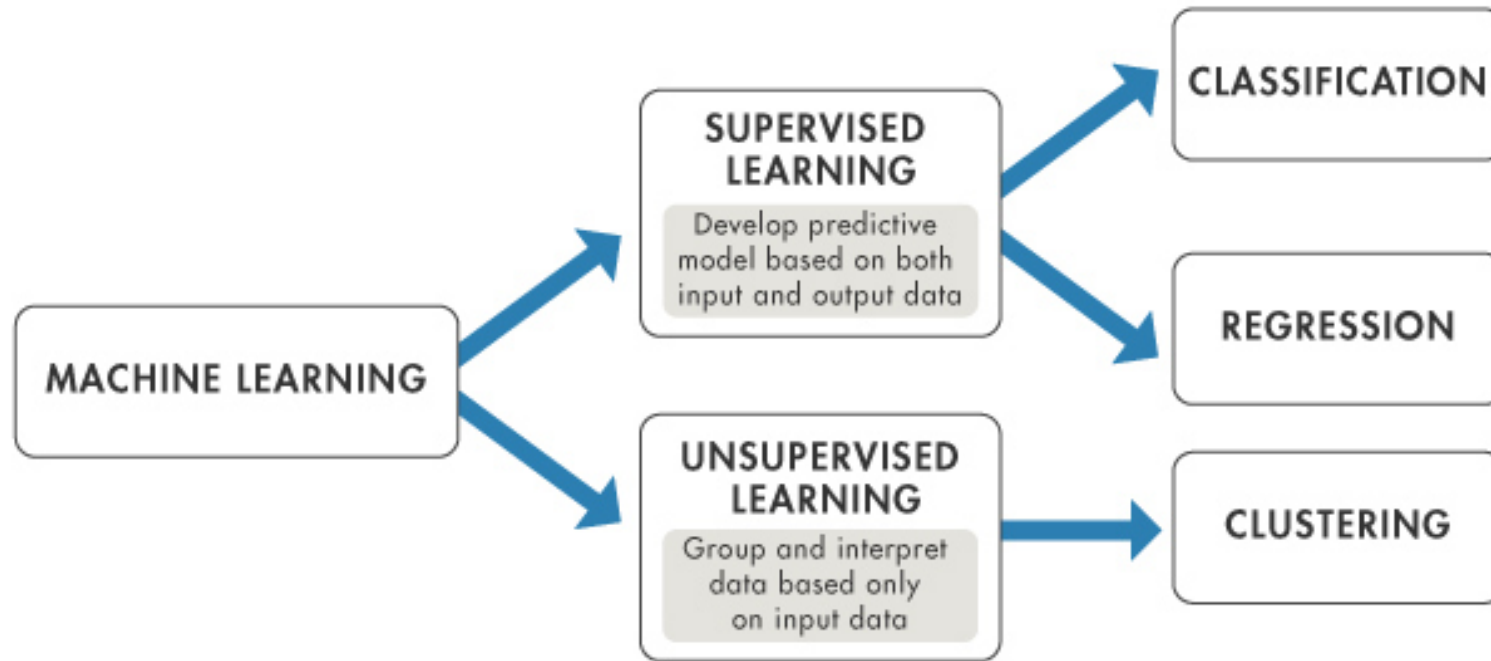 MACHINE LEARNING
SUPERVISED
LEARNING
Develop predictive
model based on both
input and output data
UNSUPERVISED
LEARNING
Group and interpret
data based only
on input data
CLASSIFICATION
REGRESSION
CLUSTERING